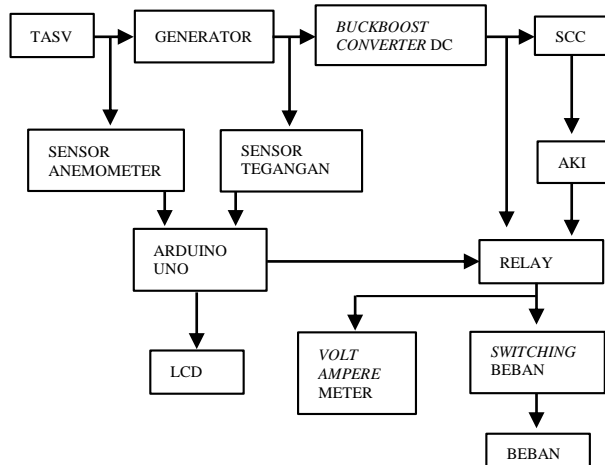 TASV
GENERATOR
BUCKBOOST
CONVERTER DC
SCC
SENSOR
ANEMOMETER
SENSOR
TEGANGAN
AKI
ARDUINO
UNO
RELAY
LCD
VOLT
AMPERE
METER
SWITCHING
BEBAN
BEBAN